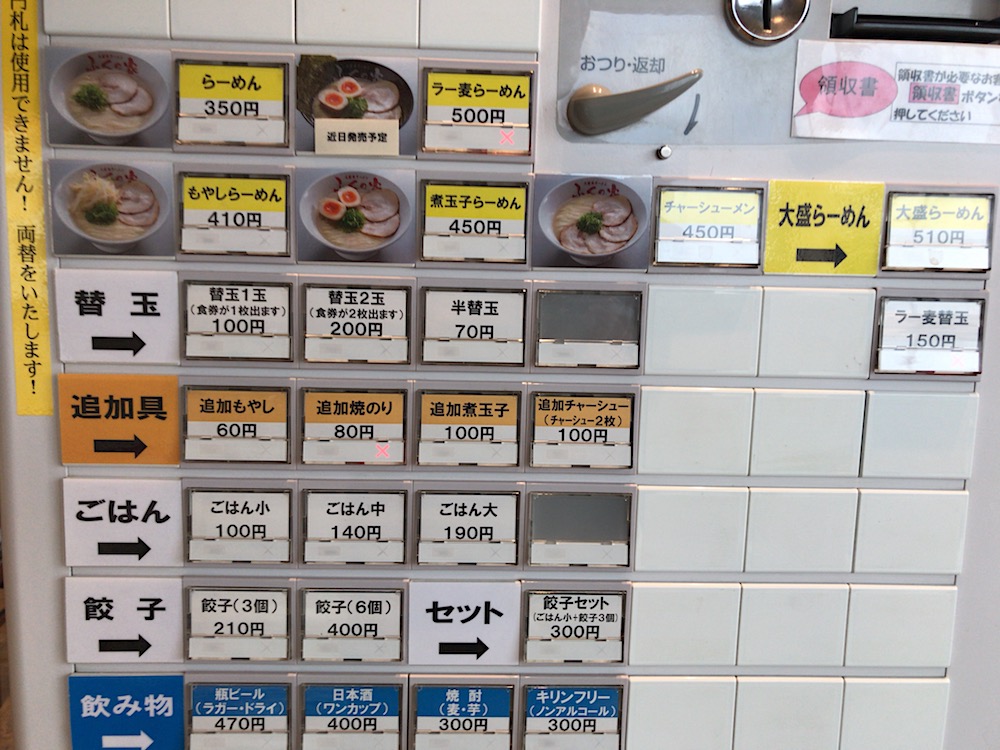 円札は使用できません! 両替をいたします!
おつり・返却
領収書
領収書が必要なお客
領収書 ボタン
押してください
らーめん
350円
近日発売予定
ラー麦らーめん
500円
もやしらーめん
410円
煮玉子らーめん
450円
チャーシューメン
450円
大盛らーめん
大盛らーめん
510円
替玉
替玉1玉
(食券が1枚出ます)
100円
替玉2玉
(食券が2枚出ます)
200円
半替玉
70円
ラー麦替玉
150円
追加具
追加もやし
60円
追加焼のり
80円
追加煮玉子
100円
追加チャーシュー
(チャーシュー2枚)
100円
ごはん
ごはん小
100円
ごはん中
140円
ごはん大
190円
餃子
餃子(3個)
210円
餃子(6個)
400円
セット
餃子セット
(ごはん小+餃子3個)
300円
飲み物
瓶ビール
(ラガー・ドライ)
470円
日本酒
(ワンカップ)
400円
焼酎
(麦・芋)
300円
キリンフリー
(ノンアルコール)
300円